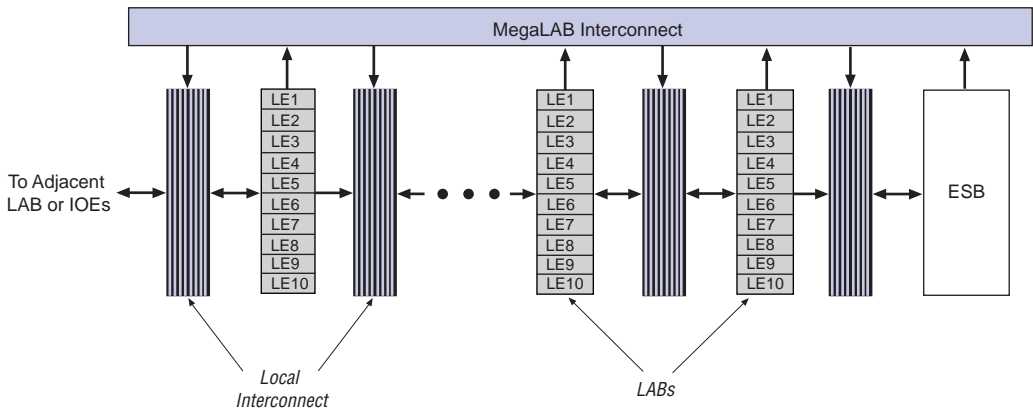 MegaLAB Interconnect
LE1
LE2
LE3
LE4
LE5
LE6
LE7
LE8
LE9
LE10
LE1
LE2
LE3
LE4
LE5
LE6
LE7
LE8
LE9
LE10
LE1
LE2
LE3
LE4
LE5
LE6
LE7
LE8
LE9
LE10
To Adjacent
LAB or IOEs
ESB
Local
Interconnect
LABs